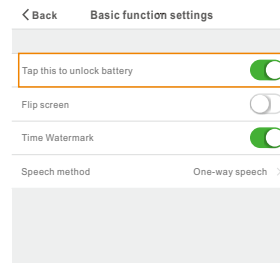 Back Basic function settings
Tap this to unlock battery
Flip screen
Time Watermark
Speech method One-way speech